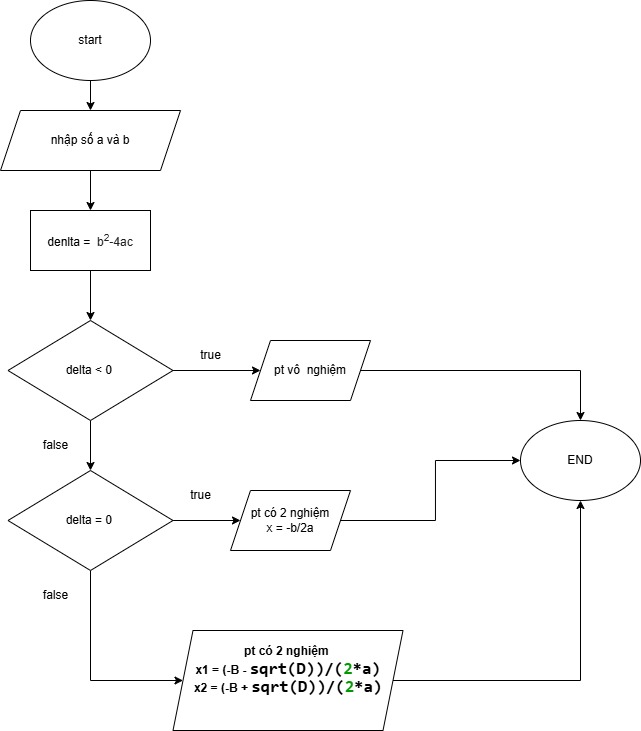 start
nhập số a và b
denlta = b²-4ac
delta < 0
true
pt vô nghiệm
false
END
delta = 0
true
pt có 2 nghiệm
x = -b/2a
false
pt có 2 nghiệm
x1 = (-B - sqrt(D))/(2*a)
x2 = (-B + sqrt(D))/(2*a)